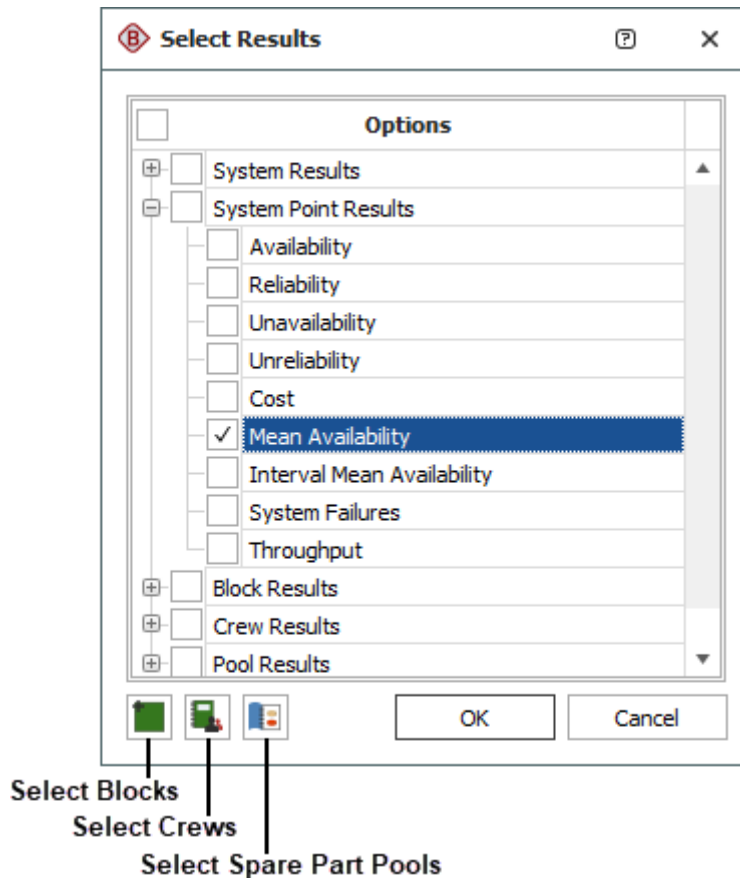 B Select Results
Options
System Results
System Point Results
Availability
Reliability
Unavailability
Unreliability
Cost
Mean Availability
Interval Mean Availability
System Failures
Throughput
Block Results
Crew Results
Pool Results
OK Cancel
Select Blocks
Select Crews
Select Spare Part Pools